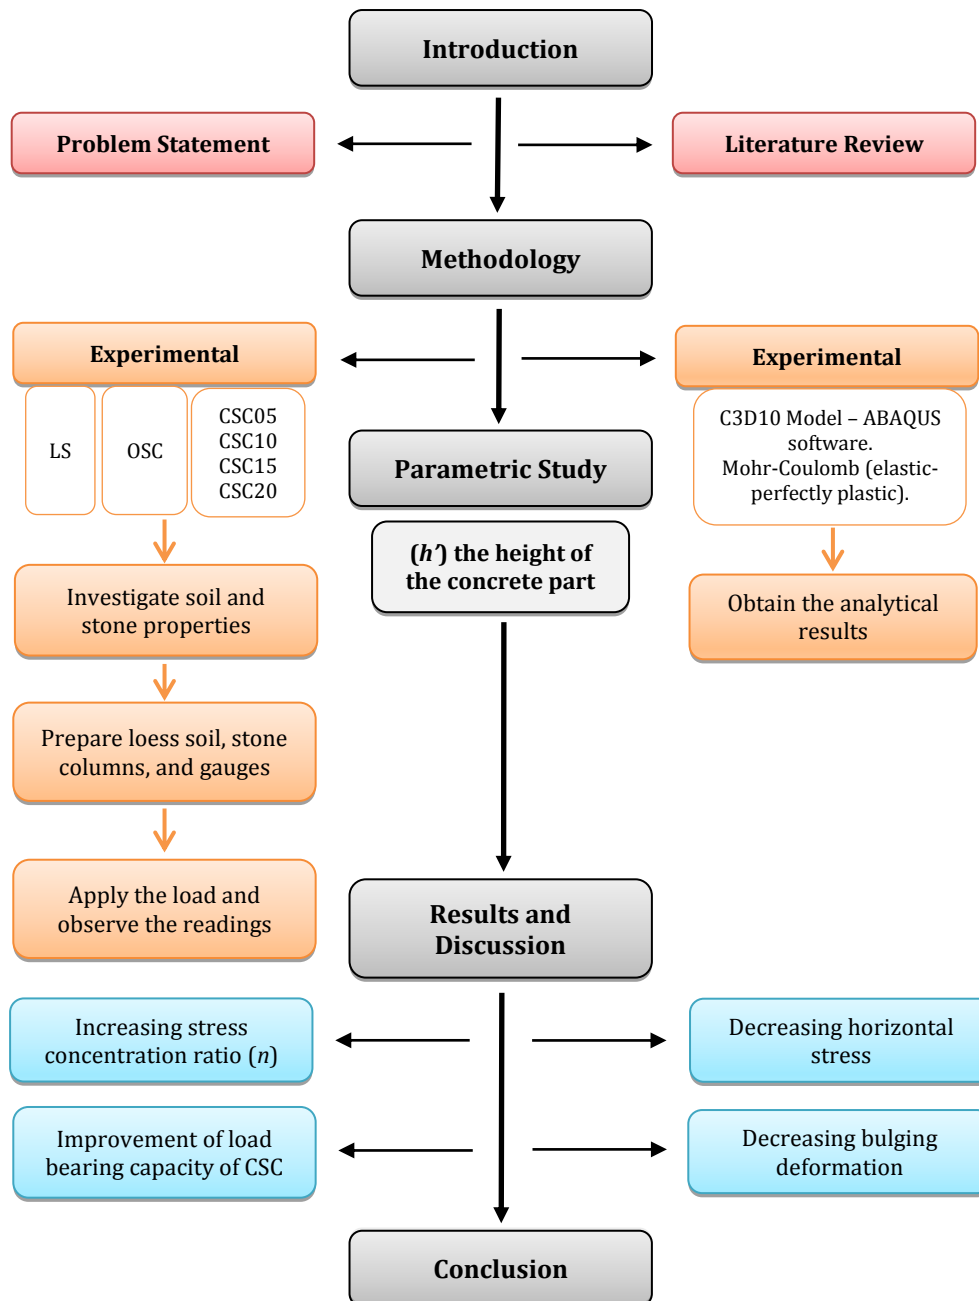 Introduction
Problem Statement
Literature Review
Methodology
Experimental
LS
OSC
CSC05
CSC10
CSC15
CSC20
Experimental
C3D10 Model – ABAQUS
software.
Mohr-Coulomb (elastic-
perfectly plastic).
Parametric Study
(h’) the height of
the concrete part
Investigate soil and
stone properties
Obtain the analytical
results
Prepare loess soil, stone
columns, and gauges
Apply the load and
observe the readings
Results and
Discussion
Increasing stress
concentration ratio (n)
Decreasing horizontal
stress
Improvement of load
bearing capacity of CSC
Decreasing bulging
deformation
Conclusion